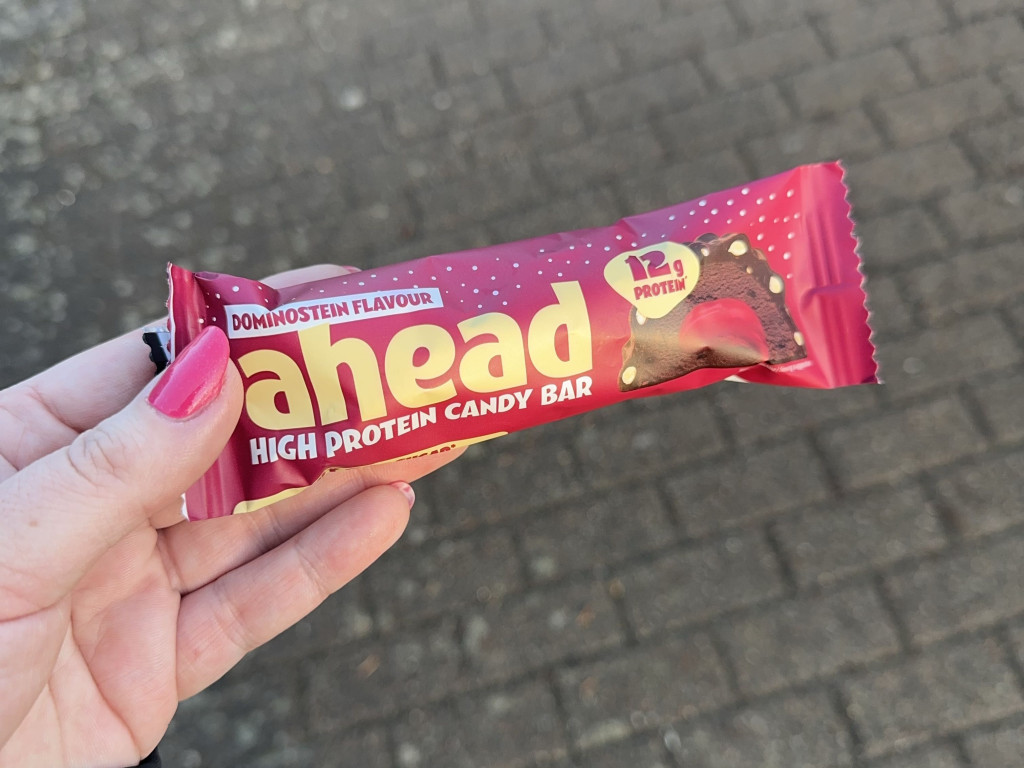 DOMINOSTEIN FLAVOUR
ahead
HIGH PROTEIN CANDY BAR
12g
PROTEIN